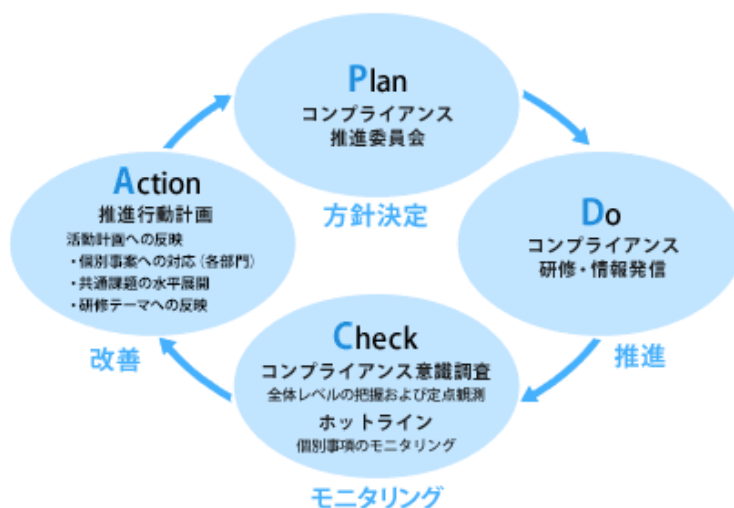 Plan
コンプライアンス
推進委員会
方針決定
Do
コンプライアンス
研修・情報発信
推進
Check
コンプライアンス意識調査
全体レベルの把握および定点観測
ホットライン
個別事項のモニタリング
モニタリング
Action
推進行動計画
活動計画への反映
・個別事案への対応（各部門）
・共通課題の水平展開
・研修テーマへの反映
改善